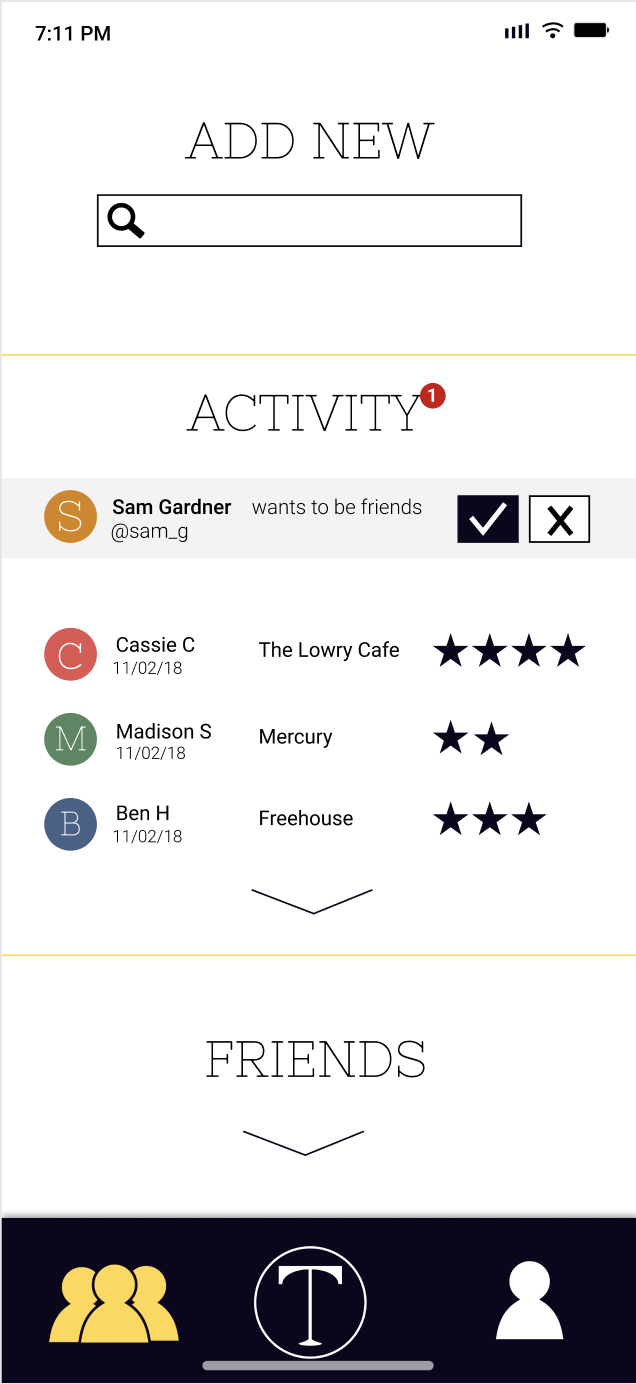 7:11 PM
ADD NEW
ACTIVITY 1
S Sam Gardner wants to be friends
@sam_g
C Cassie C The Lowry Cafe
11/02/18
M Madison S Mercury
11/02/18
B Ben H Freehouse
11/02/18
FRIENDS
T